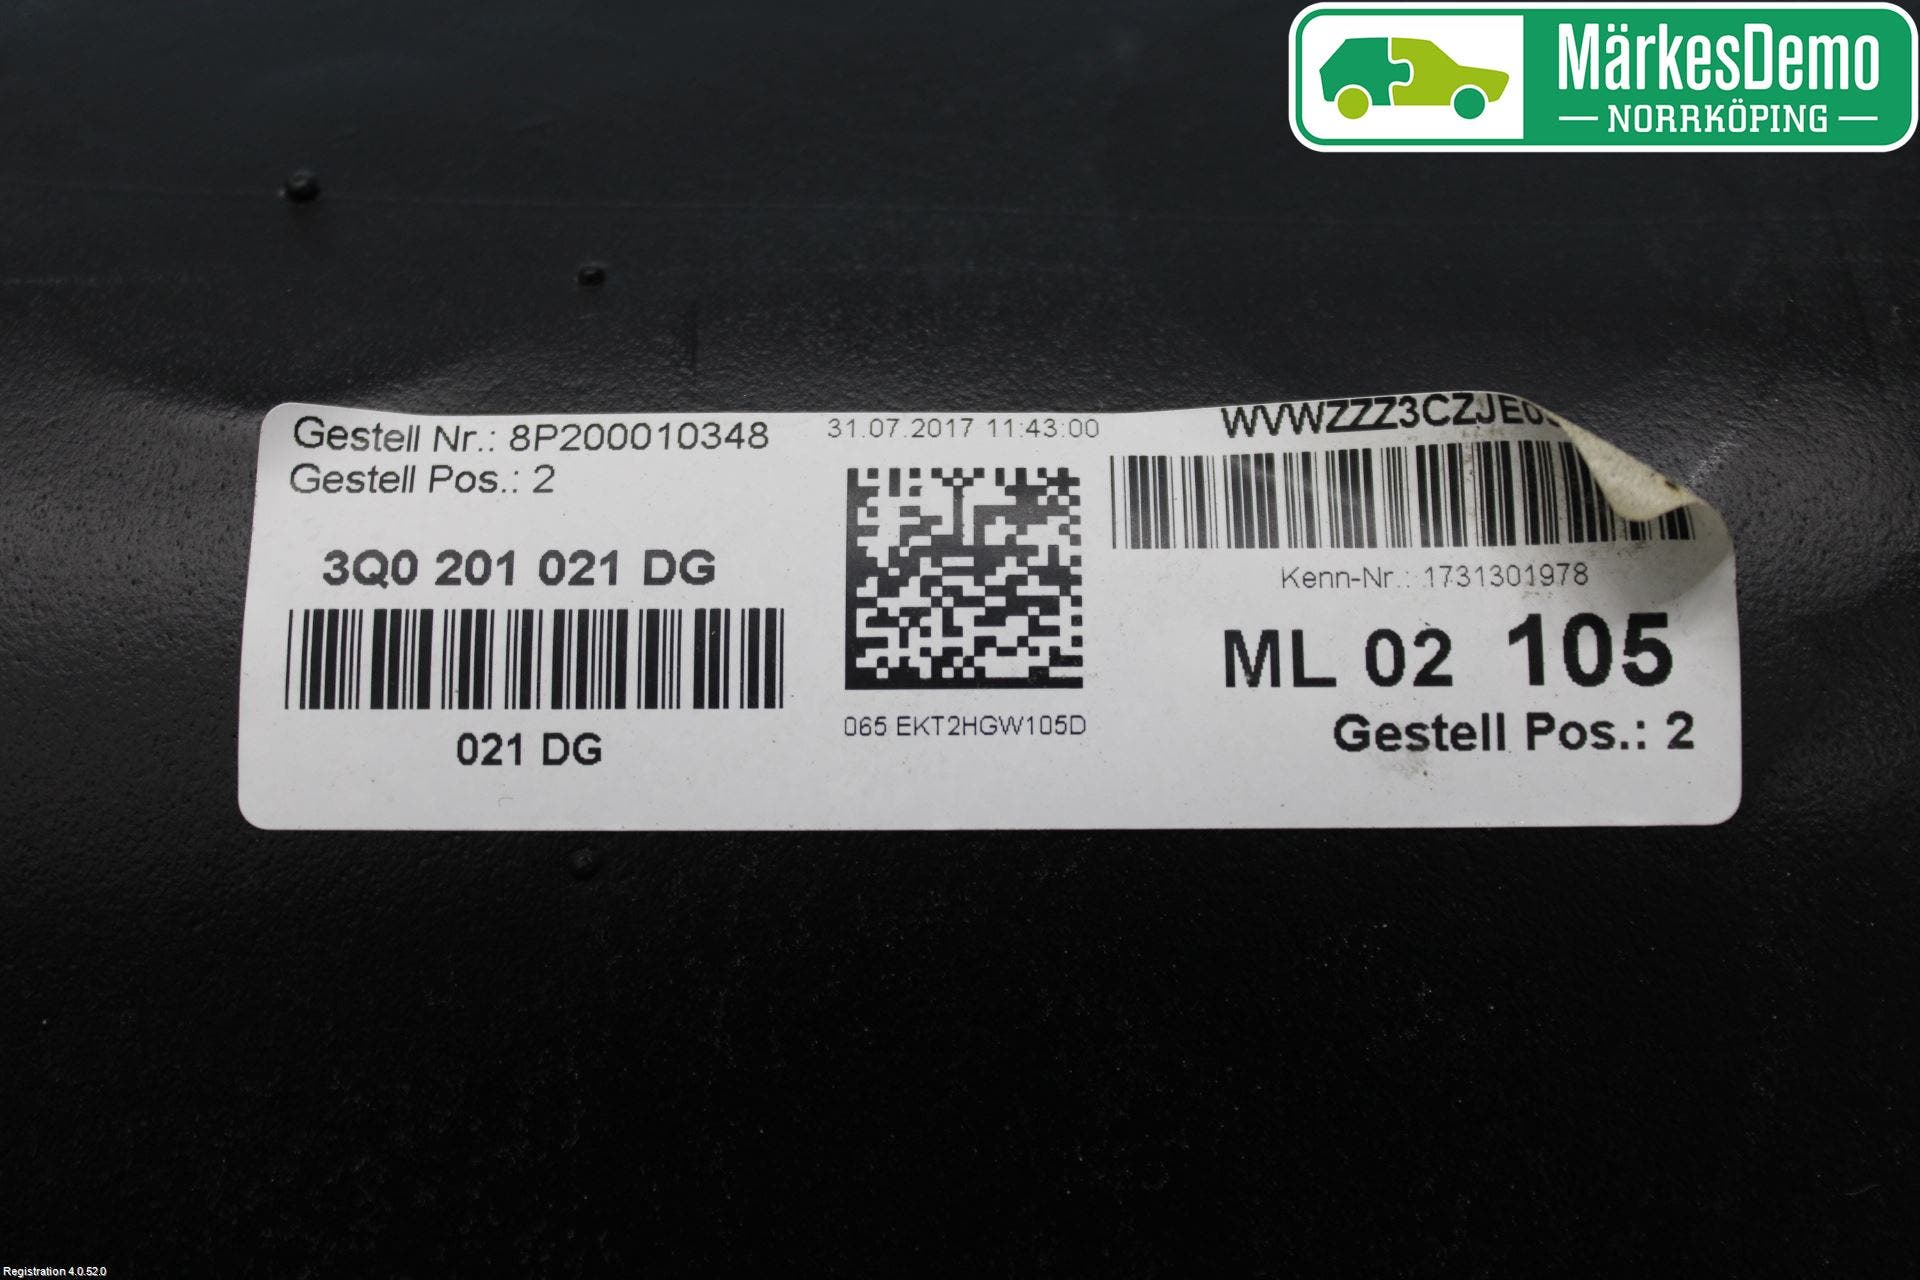 MärkesDemo
NORRKÖPING
Gestell Nr.: 8P200010348
Gestell Pos.: 2
3Q0 201 021 DG
021 DG
31.07.2017 11:43:00
065 EKT2HGW105D
WVWZZZ3CZJE0
Kenn-Nr.: 1731301978
ML 02 105
Gestell Pos.: 2
Registration 4.0.52.0